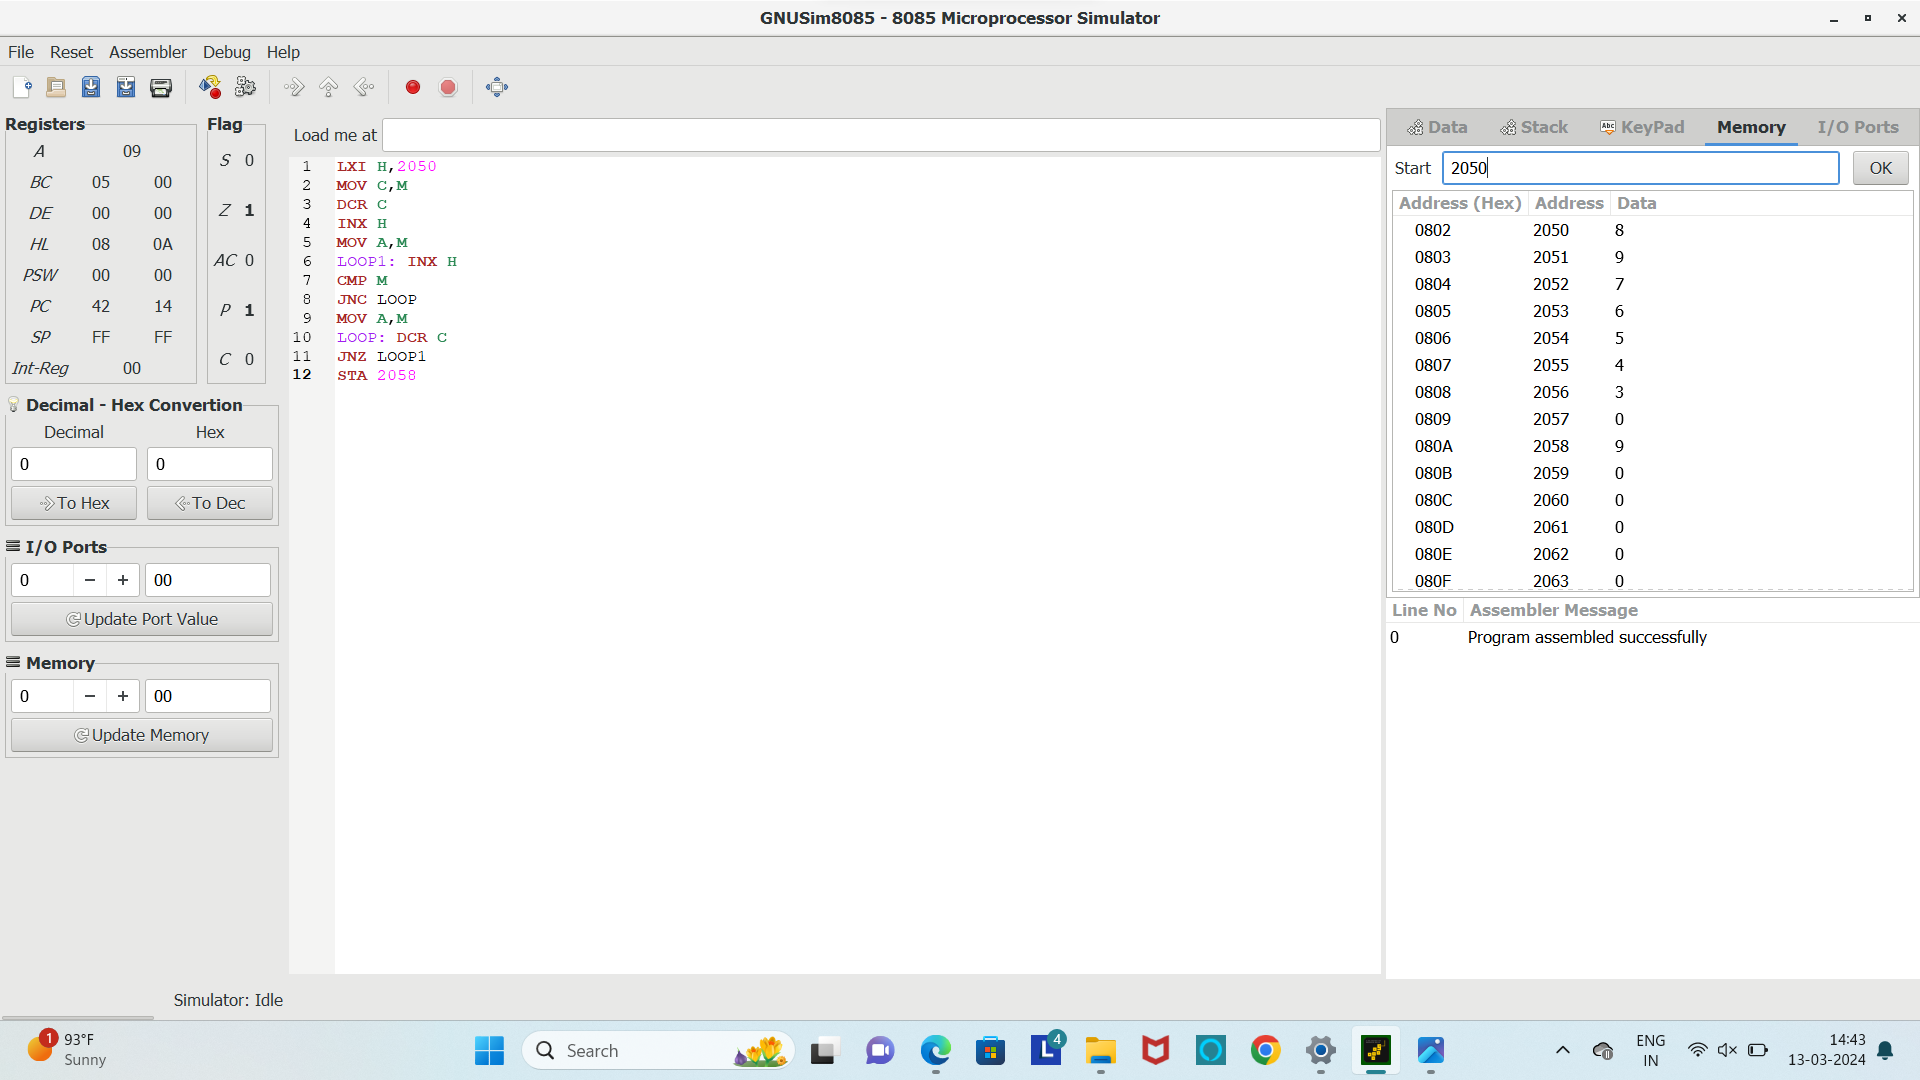 GNUSim8085 - 8085 Microprocessor Simulator
File Reset Assembler Debug Help
Registers
A 09
BC 05 00
DE 00 00
HL 08 0A
PSW 00 00
PC 42 14
SP FF FF
Int-Reg 00
Flag
S 0
Z 1
AC 0
P 1
C 0
Decimal - Hex Convertion
Decimal Hex
0 0
To Hex To Dec
I/O Ports
0 − + 00
Update Port Value
Memory
0 − + 00
Update Memory
Load me at
1 LXI H,2050
2 MOV C,M
3 DCR C
4 INX H
5 MOV A,M
6 LOOP1: INX H
7 CMP M
8 JNC LOOP
9 MOV A,M
10 LOOP: DCR C
11 JNZ LOOP1
12 STA 2058
Data Stack Abc KeyPad Memory I/O Ports
Start 2050 OK
Address (Hex) Address Data
0802 2050 8
0803 2051 9
0804 2052 7
0805 2053 6
0806 2054 5
0807 2055 4
0808 2056 3
0809 2057 0
080A 2058 9
080B 2059 0
080C 2060 0
080D 2061 0
080E 2062 0
080F 2063 0
Line No Assembler Message
0 Program assembled successfully
Simulator: Idle
1 93°F
Sunny
Search
L 4
ENG
IN
14:43
13-03-2024